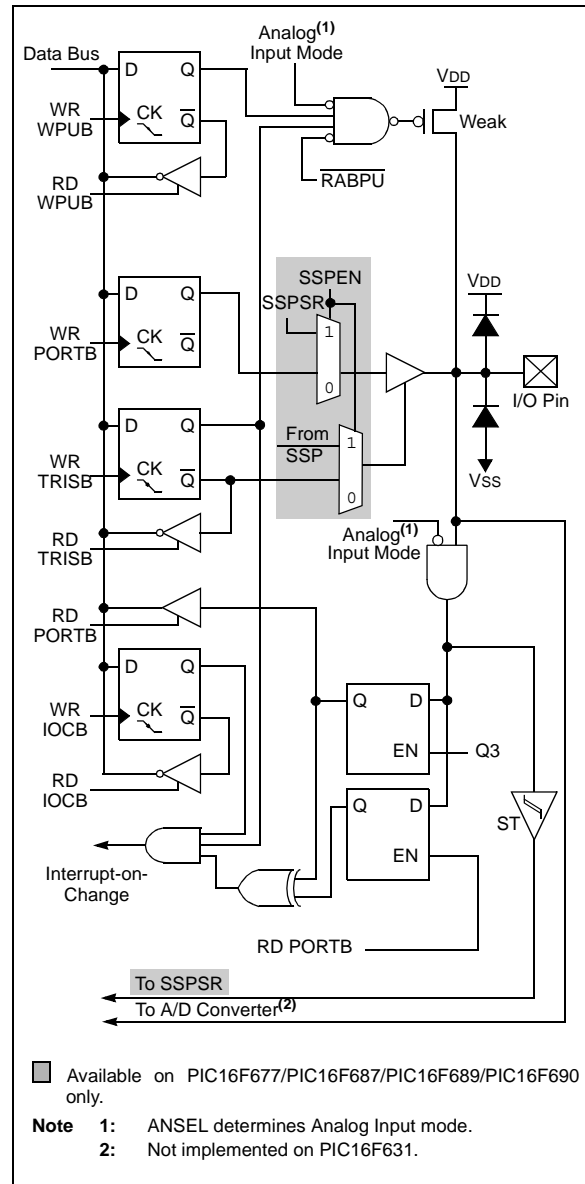 Data Bus
D Q
WR
WPUB
CK Q
RD
WPUB
Analog(1)
Input Mode
RABPU
VDD
Weak
D Q
WR
PORTB
CK Q
SSPEN
SSPSR
1
0
VDD
I/O Pin
VSS
D Q
WR
TRISB
CK Q
From
SSP
1
0
RD
TRISB
Analog(1)
Input Mode
RD
PORTB
D Q
WR
IOCB
CK Q
RD
IOCB
Q D
EN
Q3
Q D
EN
ST
Interrupt-on-
Change
RD PORTB
To SSPSR
To A/D Converter(2)
Available on PIC16F677/PIC16F687/PIC16F689/PIC16F690
only.
Note 1: ANSEL determines Analog Input mode.
2: Not implemented on PIC16F631.